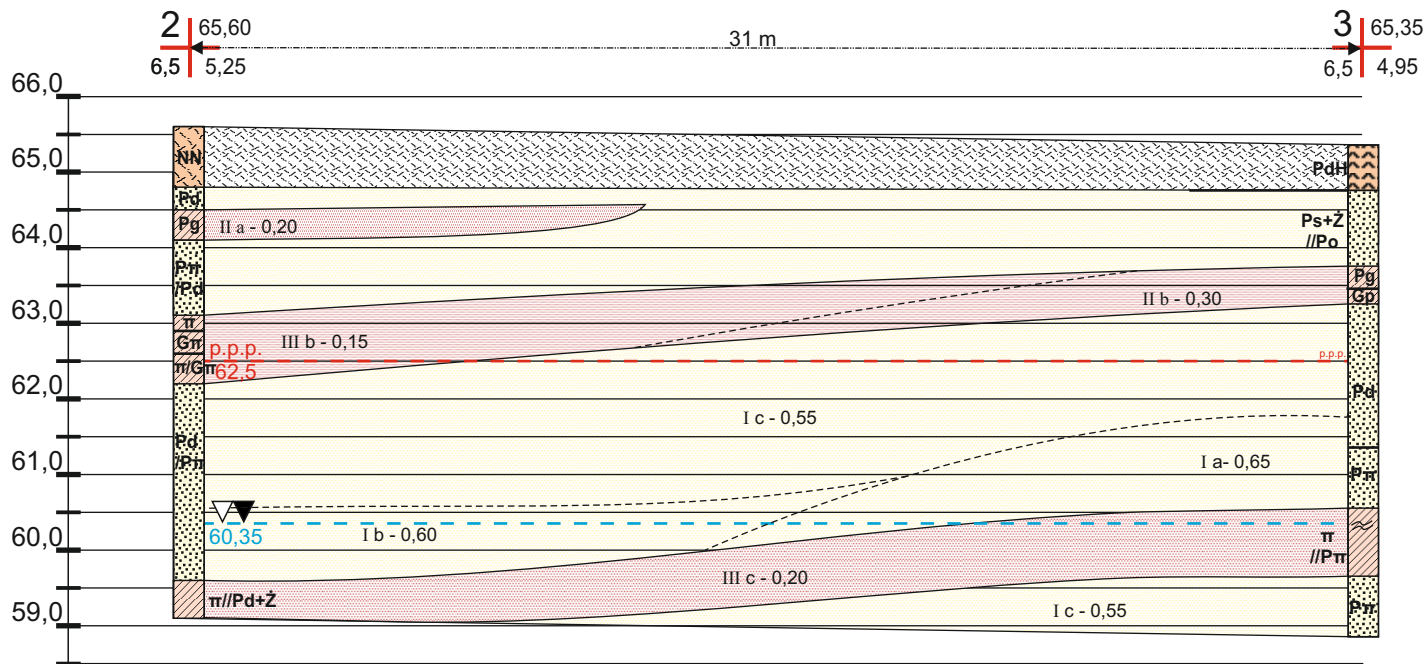 2 65,60
6,5 5,25
31 m
3 65,35
6,5 4,95
66,0
65,0
64,0
63,0
62,0
61,0
60,0
59,0
NN
Pd
Pg
Pπ
/Pd
π
Gπ
π/Gπ
Pd
/Pπ
π//Pd+Ż
II a - 0,20
III b - 0,15
p.p.p.
62,5
II b - 0,30
p.p.p.
I c - 0,55
I a- 0,65
60,35
I b - 0,60
III c - 0,20
I c - 0,55
PdH
Ps+Ż
//Po
Pg
Gp
Pd
Pπ
π
//Pπ
Pπ